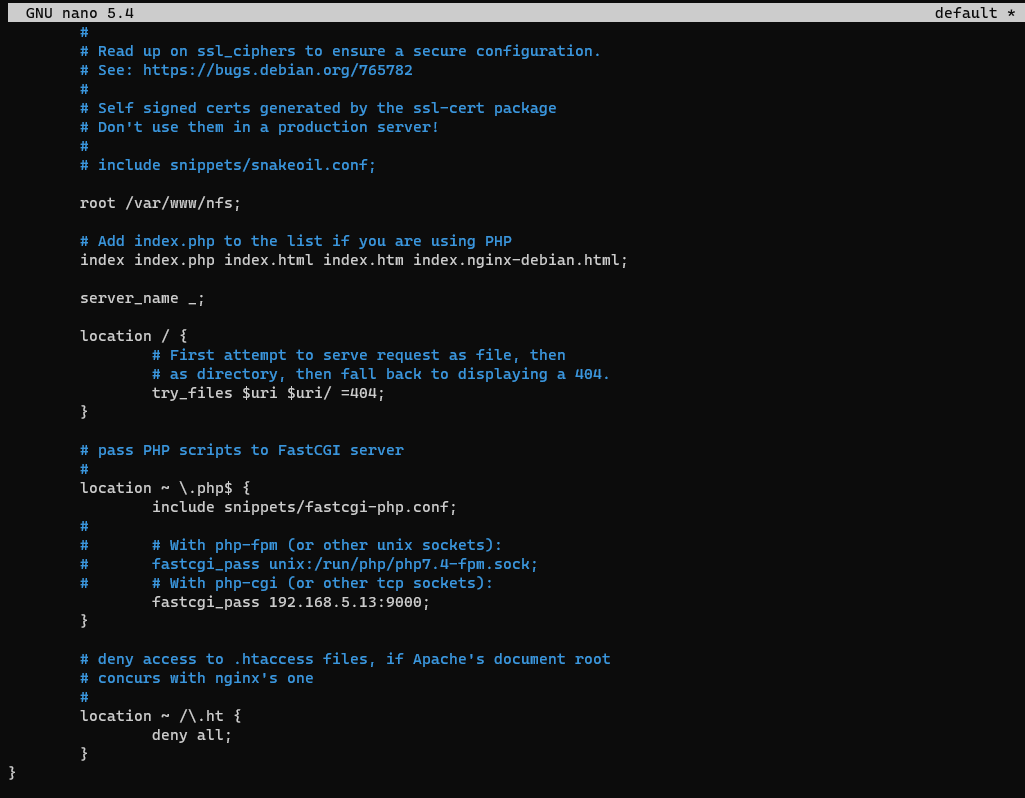 GNU nano 5.4 default *
#
# Read up on ssl_ciphers to ensure a secure configuration.
# See: https://bugs.debian.org/765782
#
# Self signed certs generated by the ssl-cert package
# Don't use them in a production server!
#
# include snippets/snakeoil.conf;
root /var/www/nfs;
# Add index.php to the list if you are using PHP
index index.php index.html index.htm index.nginx-debian.html;
server_name _;
location / {
# First attempt to serve request as file, then
# as directory, then fall back to displaying a 404.
try_files $uri $uri/ =404;
}
# pass PHP scripts to FastCGI server
#
location ~ \.php$ {
include snippets/fastcgi-php.conf;
#
# # With php-fpm (or other unix sockets):
# fastcgi_pass unix:/run/php/php7.4-fpm.sock;
# # With php-cgi (or other tcp sockets):
fastcgi_pass 192.168.5.13:9000;
}
# deny access to .htaccess files, if Apache's document root
# concurs with nginx's one
#
location ~ /\.ht {
deny all;
}
}